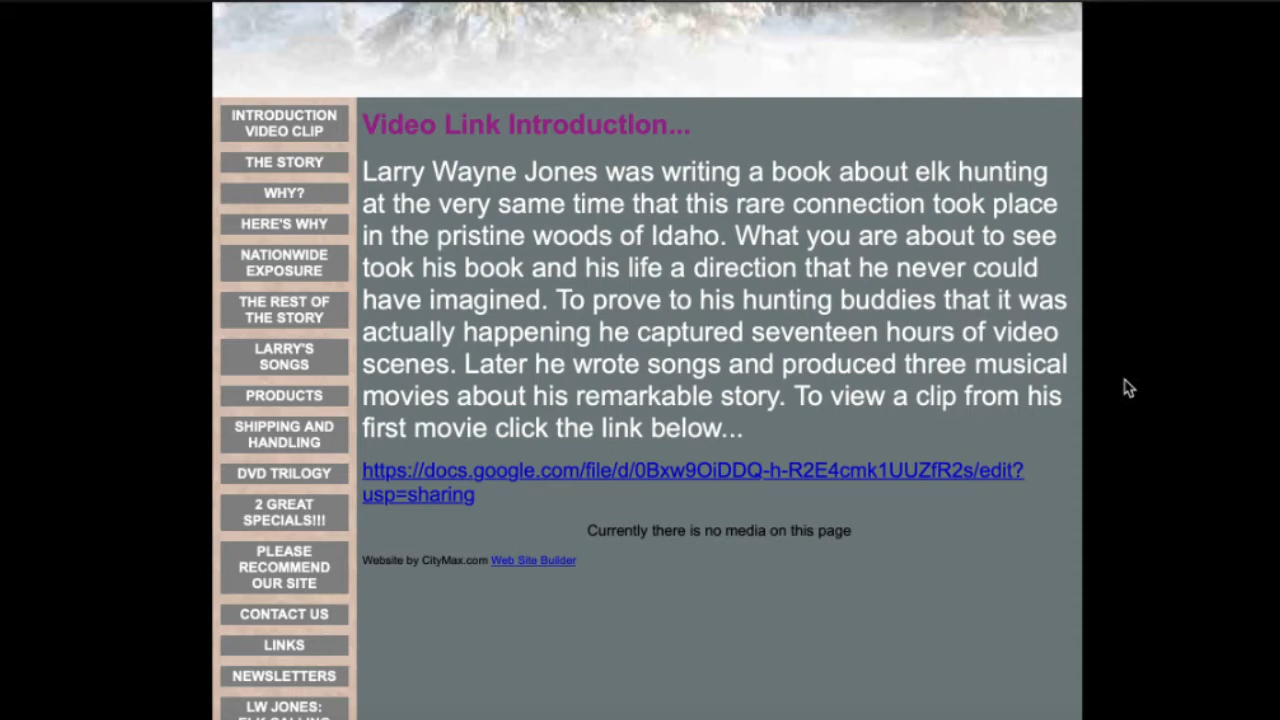 INTRODUCTION
VIDEO CLIP
THE STORY
WHY?
HERE'S WHY
NATIONWIDE
EXPOSURE
THE REST OF
THE STORY
LARRY'S
SONGS
PRODUCTS
SHIPPING AND
HANDLING
DVD TRILOGY
2 GREAT
SPECIALS!!!
PLEASE
RECOMMEND
OUR SITE
CONTACT US
LINKS
NEWSLETTERS
LW JONES:
ELK CALLING
Video Link IntroductIon...
Larry Wayne Jones was writing a book about elk hunting
at the very same time that this rare connection took place
in the pristine woods of Idaho. What you are about to see
took his book and his life a direction that he never could
have imagined. To prove to his hunting buddies that it was
actually happening he captured seventeen hours of video
scenes. Later he wrote songs and produced three musical
movies about his remarkable story. To view a clip from his
first movie click the link below...
https://docs.google.com/file/d/0Bxw9OiDDQ-h-R2E4cmk1UUZfR2s/edit?
usp=sharing
Currently there is no media on this page
Website by CityMax.com Web Site Builder